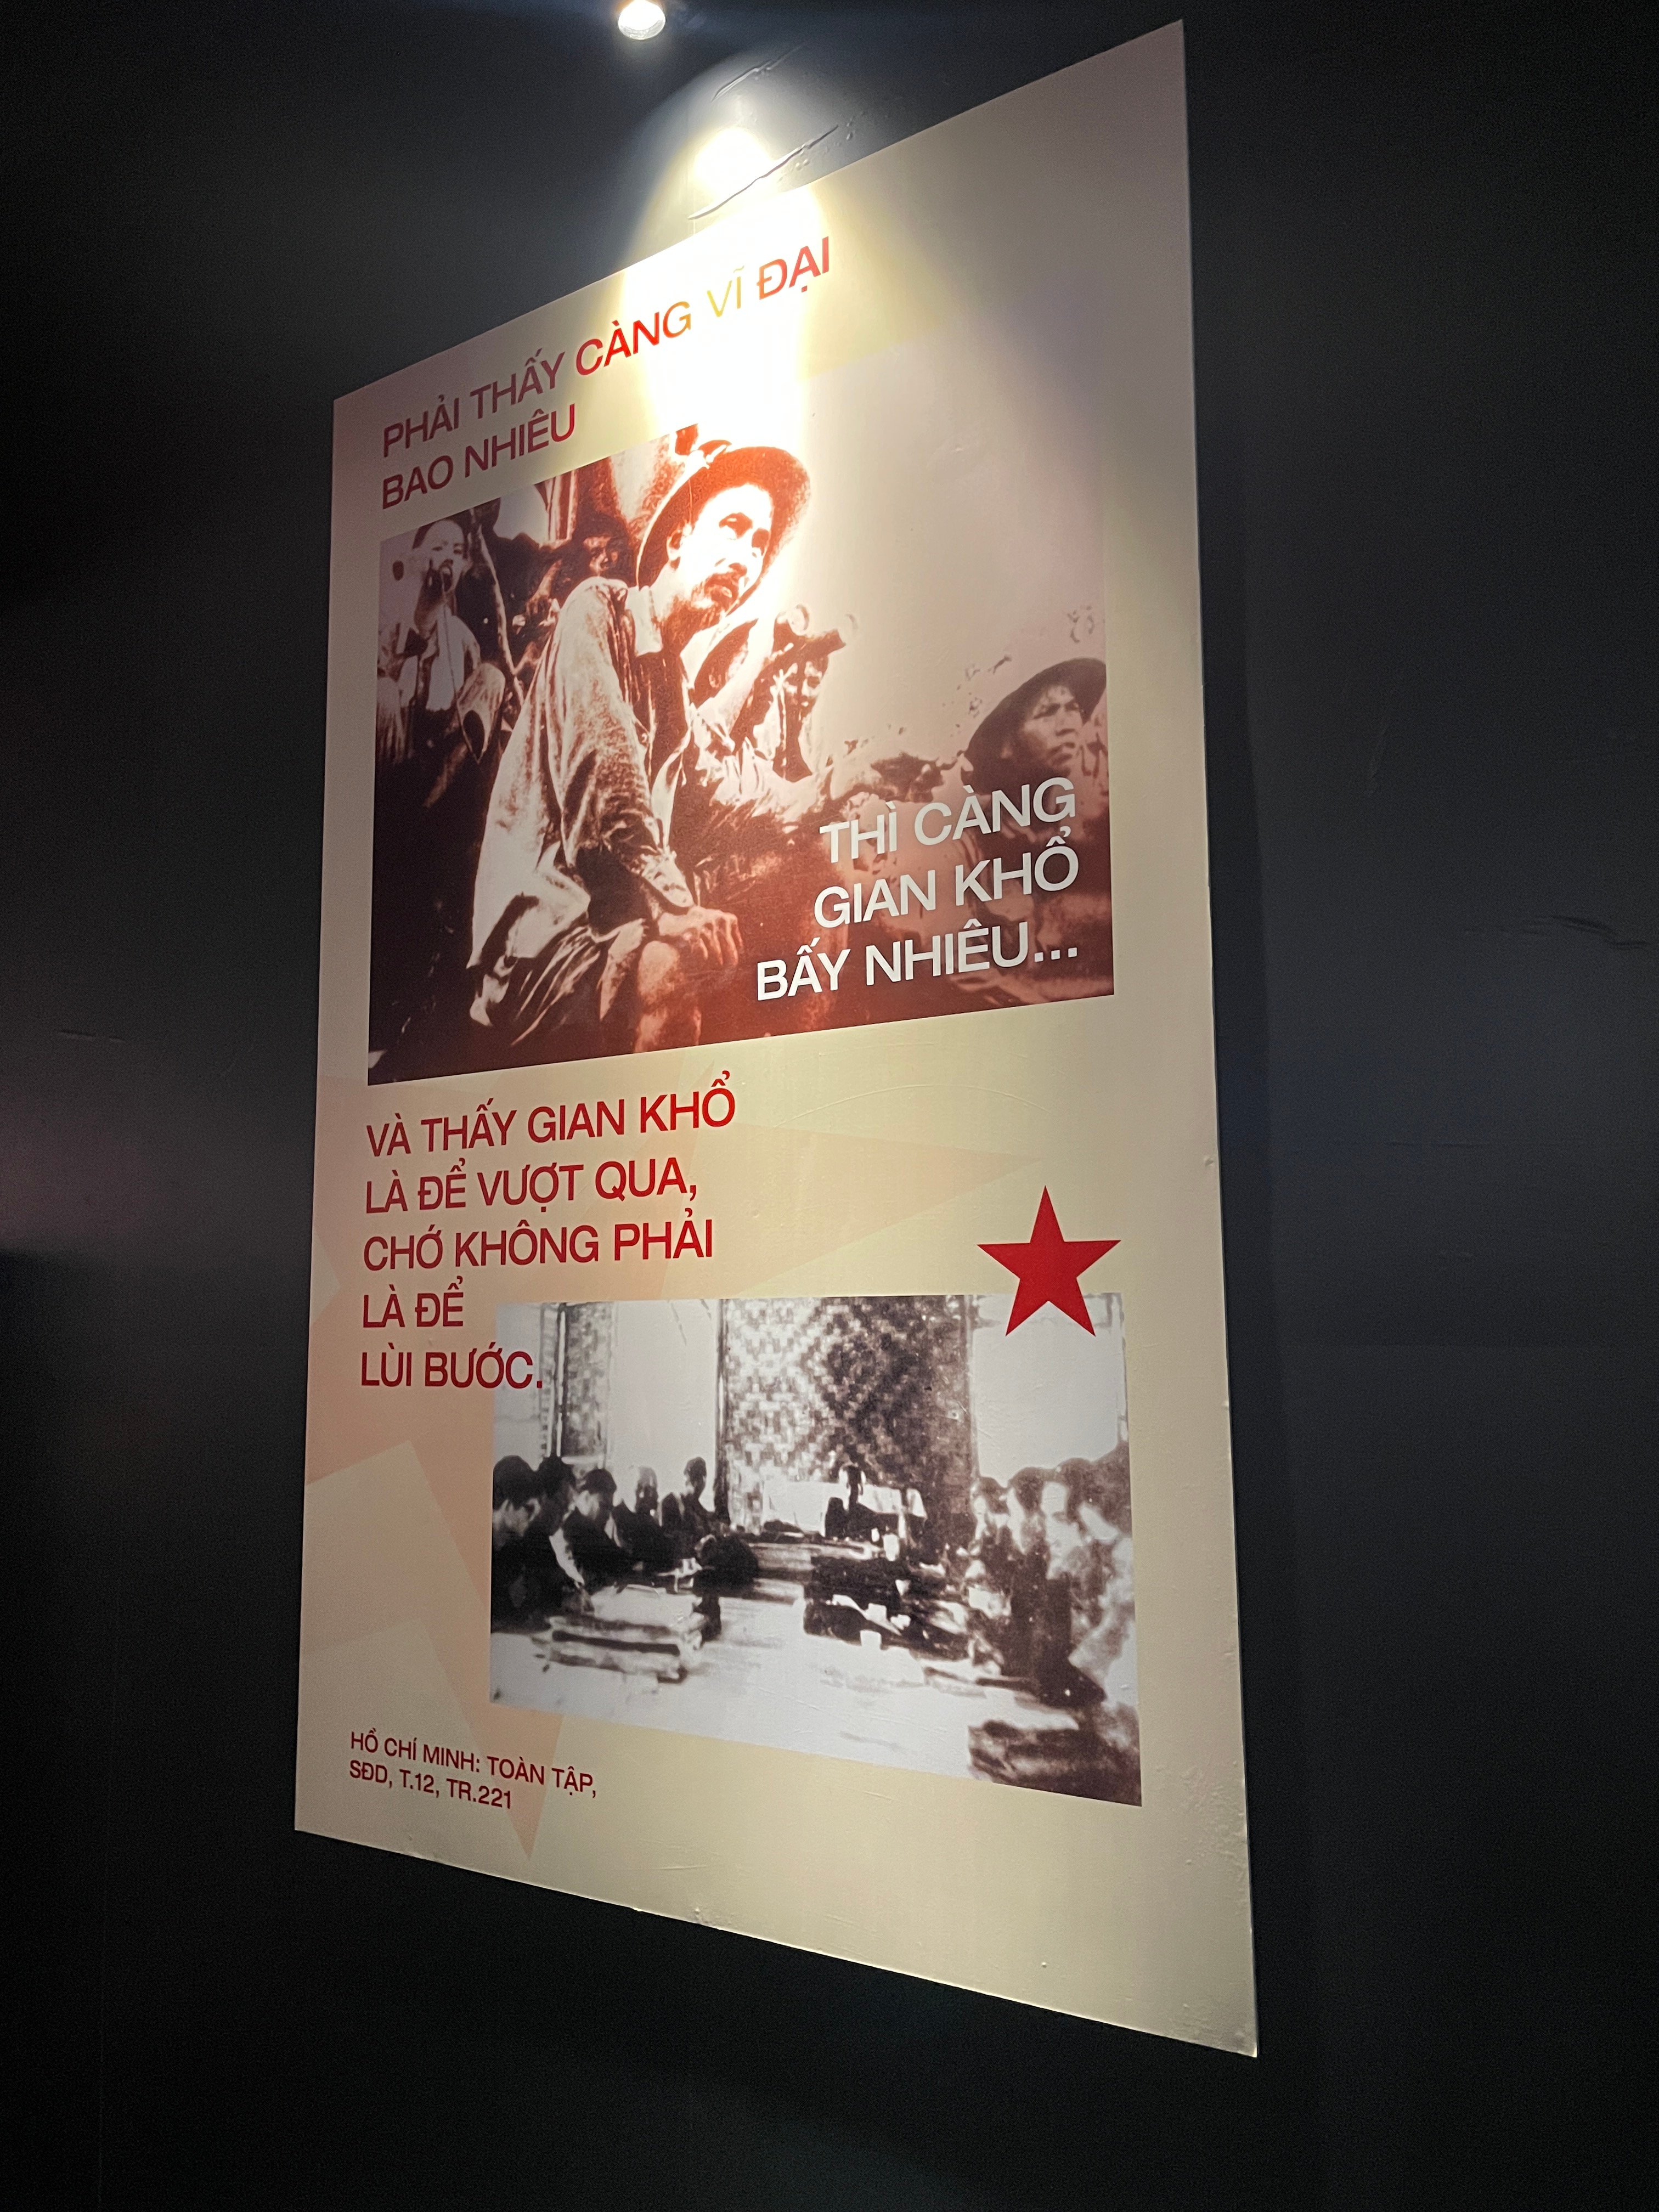 PHẢI THẤY CÀNG VĨ ĐẠI
BAO NHIÊU
THÌ CÀNG
GIAN KHỔ
BẤY NHIÊU...
VÀ THẤY GIAN KHỔ
LÀ ĐỂ VƯỢT QUA,
CHỚ KHÔNG PHẢI
LÀ ĐỂ
LÙI BƯỚC.
HỒ CHÍ MINH: TOÀN TẬP,
SĐD, T.12, TR.221